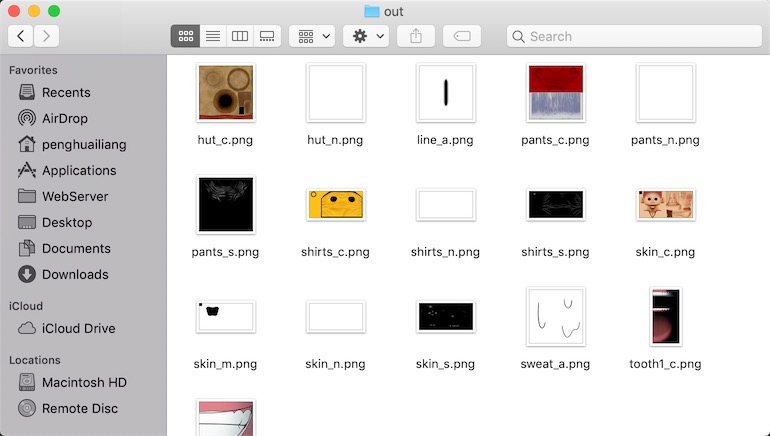 out
Search
Favorites
Recents
AirDrop
penghuailiang
Applications
WebServer
Desktop
Documents
Downloads
iCloud
iCloud Drive
Locations
Macintosh HD
Remote Disc
hut_c.png
hut_n.png
line_a.png
pants_c.png
pants_n.png
pants_s.png
shirts_c.png
shirts_n.png
shirts_s.png
skin_c.png
skin_m.png
skin_n.png
skin_s.png
sweat_a.png
tooth1_c.png